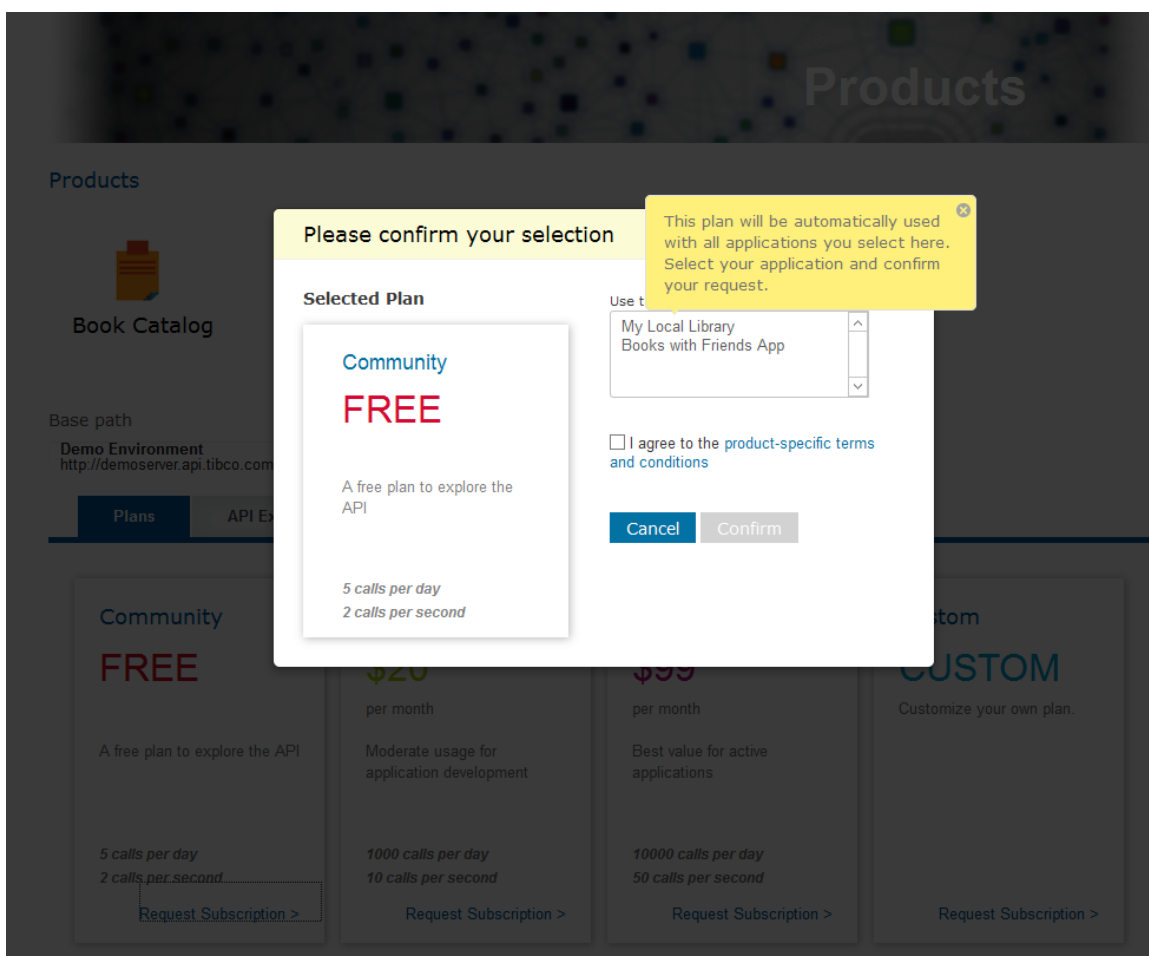 Products
Products
Book Catalog
Base path
Demo Environment
http://demoserver.api.tibco.com
Plans
API
Please confirm your selection
This plan will be automatically used
with all applications you select here.
Select your application and confirm
your request.
Selected Plan
Community
FREE
A free plan to explore the
API
5 calls per day
2 calls per second
Use
My Local Library
Books with Friends App
I agree to the product-specific terms
and conditions
Cancel
Confirm
Community
FREE
A free plan to explore the API
5 calls per day
2 calls per second
Request Subscription >
$20
per month
Moderate usage for
application development
1000 calls per day
10 calls per second
Request Subscription >
$99
per month
Best value for active
applications
10000 calls per day
50 calls per second
Request Subscription >
CUSTOM
Customize your own plan.
Request Subscription >